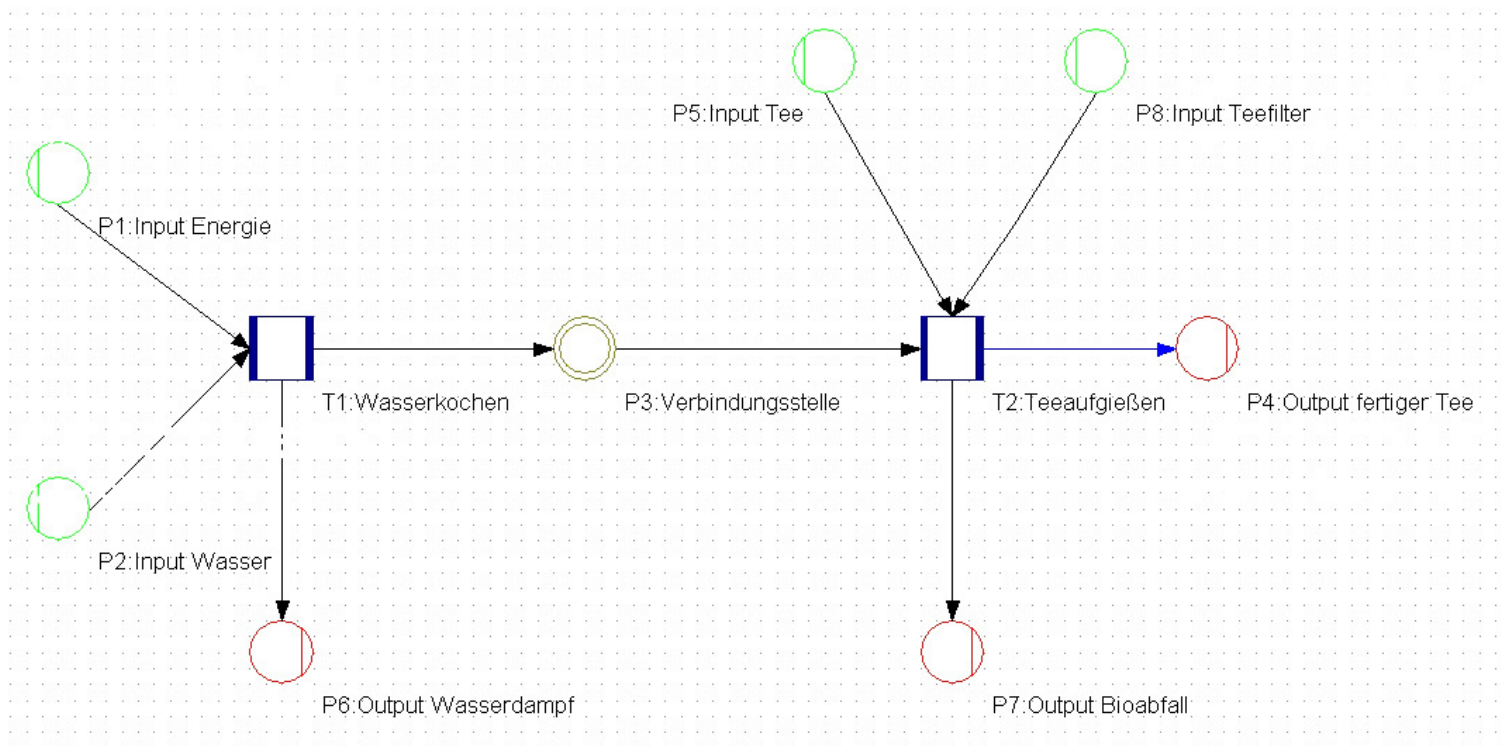 P5:Input Tee
P8:Input Teefilter
P1:Input Energie
T1:Wasserkochen
P3:Verbindungsstelle
T2:Teeaufgießen
P4:Output fertiger Tee
P2:Input Wasser
P6:Output Wasserdampf
P7:Output Bioabfall